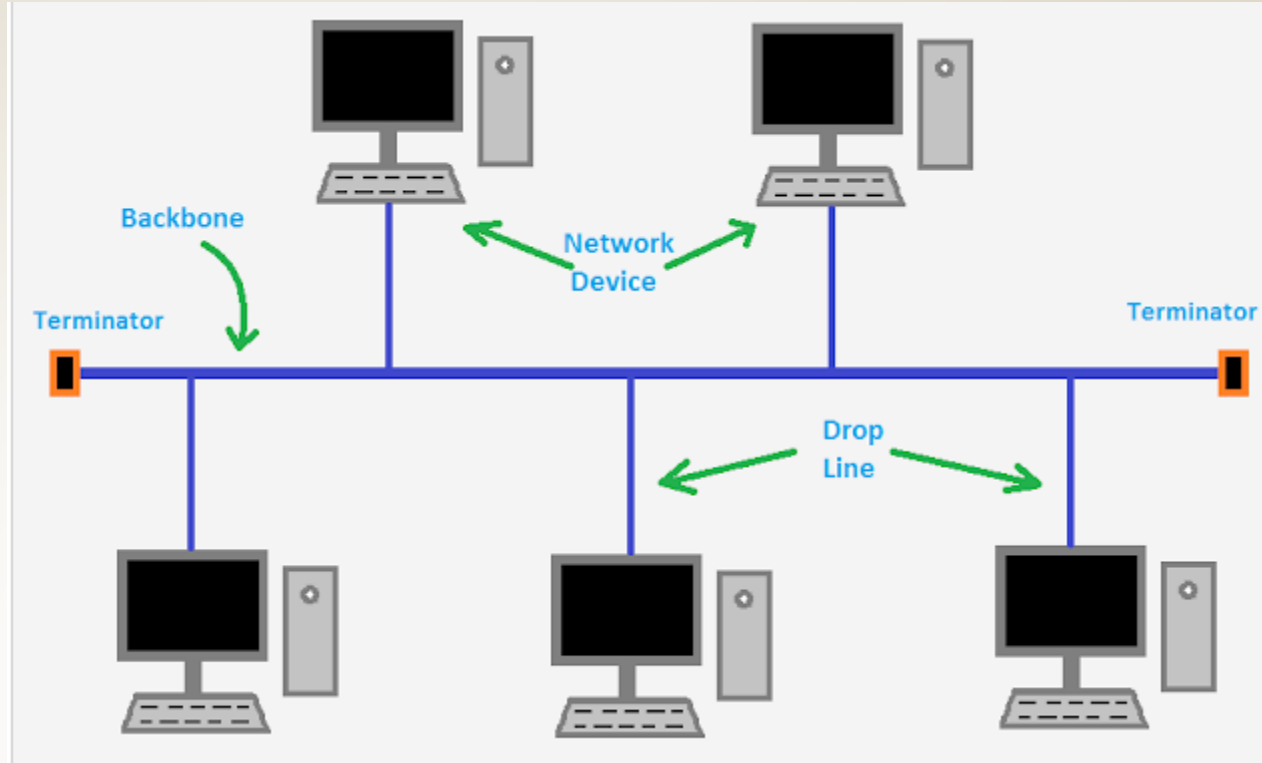 Backbone
Network
Device
Terminator
Terminator
Drop
Line